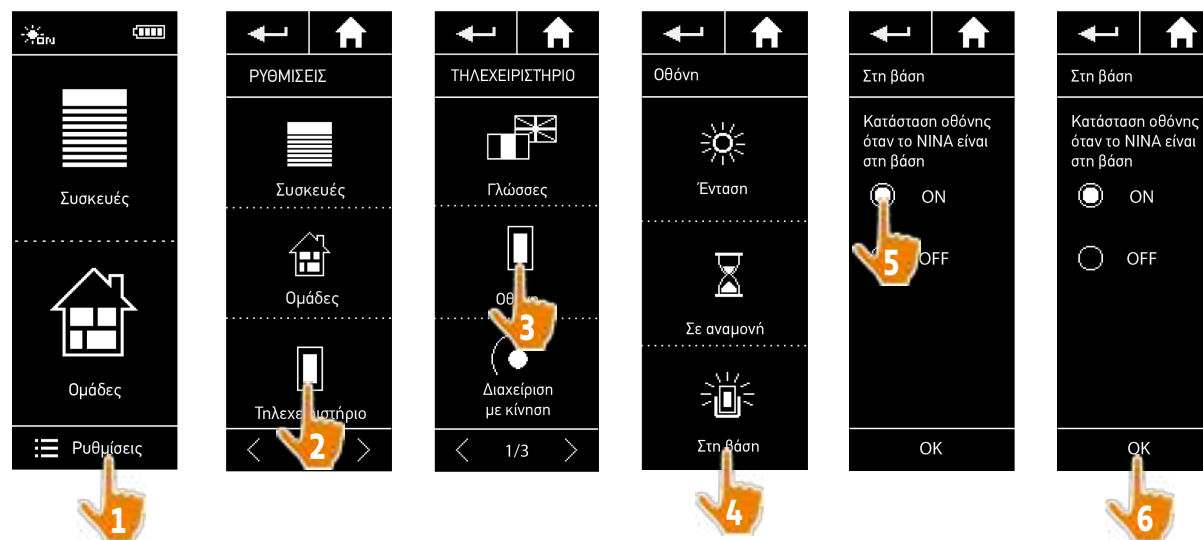 ON
Συσκευές
Ομάδες
Ρυθμίσεις
1
ΡΥΘΜΙΣΕΙΣ
Συσκευές
Ομάδες
2
ΤΗΛΕΧΕΙΡΙΣΤΗΡΙΟ
Γλώσσες
3
Διαχείριση
με κίνηση
1/3
Οθόνη
Ένταση
Σε αναμονή
Στη βάση
4
Στη βάση
Κατάσταση οθόνης
όταν το NINA είναι
στη βάση
ON
OFF
5
OK
Στη βάση
Κατάσταση οθόνης
όταν το NINA είναι
στη βάση
ON
OFF
OK
6